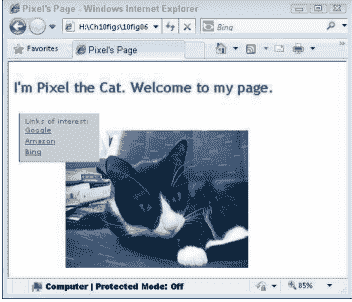 Pixel's Page - Windows Internet Explorer
H:\Ch10figs\10fig06
Bing
Favorites
Pixel's Page
I'm Pixel the Cat. Welcome to my page.
Links of interest:
Google
Amazon
Bing
Computer | Protected Mode: Off
85%